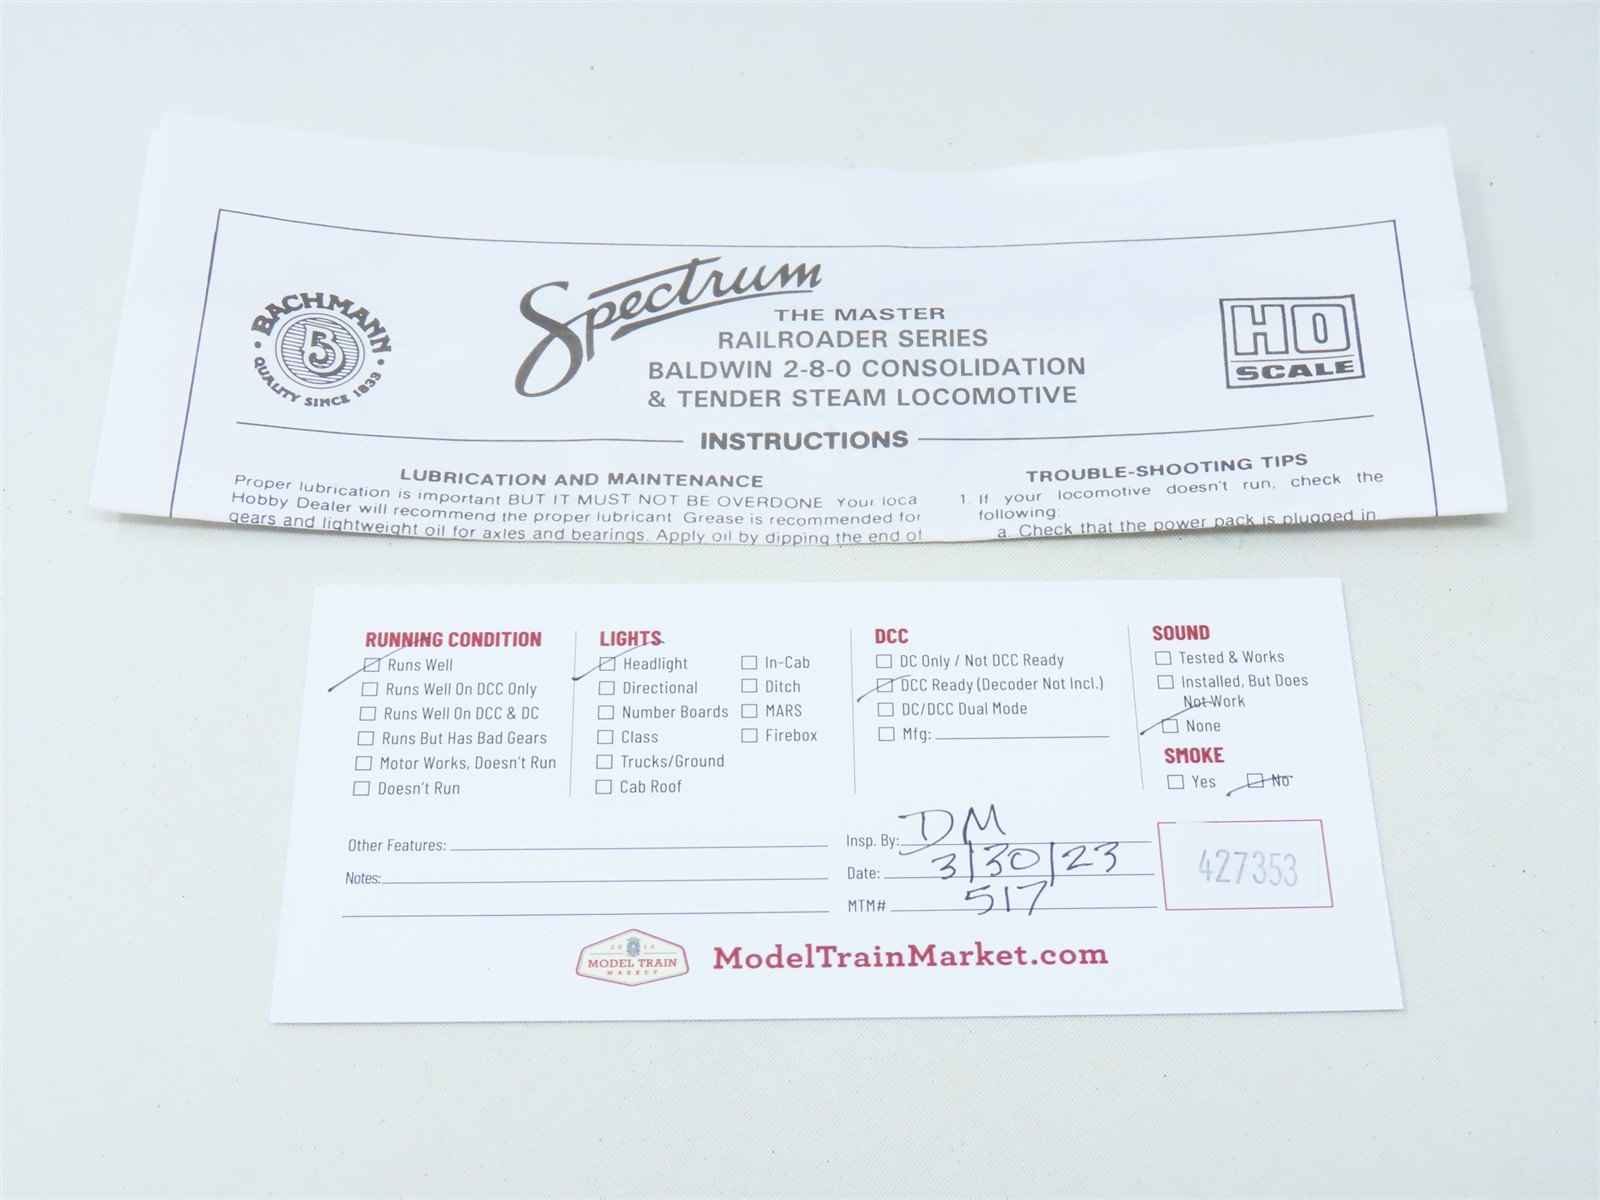 BACHMANN
B
QUALITY SINCE 1833
Spectrum
THE MASTER
RAILROADER SERIES
BALDWIN 2-8-0 CONSOLIDATION
& TENDER STEAM LOCOMOTIVE
HO
SCALE
INSTRUCTIONS
LUBRICATION AND MAINTENANCE
Proper lubrication is important BUT IT MUST NOT BE OVERDONE Your loca
Hobby Dealer will recommend the proper lubricant Grease is recommended for
gears and lightweight oil for axles and bearings. Apply oil by dipping the end of
TROUBLE-SHOOTING TIPS
1. If your locomotive doesn't run, check the
following:
a. Check that the power pack is plugged in
RUNNING CONDITION
Runs Well
Runs Well On DCC Only
Runs Well On DCC & DC
Runs But Has Bad Gears
Motor Works, Doesn't Run
Doesn't Run
LIGHTS
Headlight
Directional
Number Boards
Class
Trucks/Ground
Cab Roof
In-Cab
Ditch
MARS
Firebox
DCC
DC Only / Not DCC Ready
DCC Ready (Decoder Not Incl.)
DC/DCC Dual Mode
Mfg:
SOUND
Tested & Works
Installed, But Does
Not Work
None
SMOKE
Yes No
Other Features:
Notes:
Insp. By: DM
Date: 3/30/23
MTM# 517
427353
2015
MODEL TRAIN
MARKET
ModelTrainMarket.com